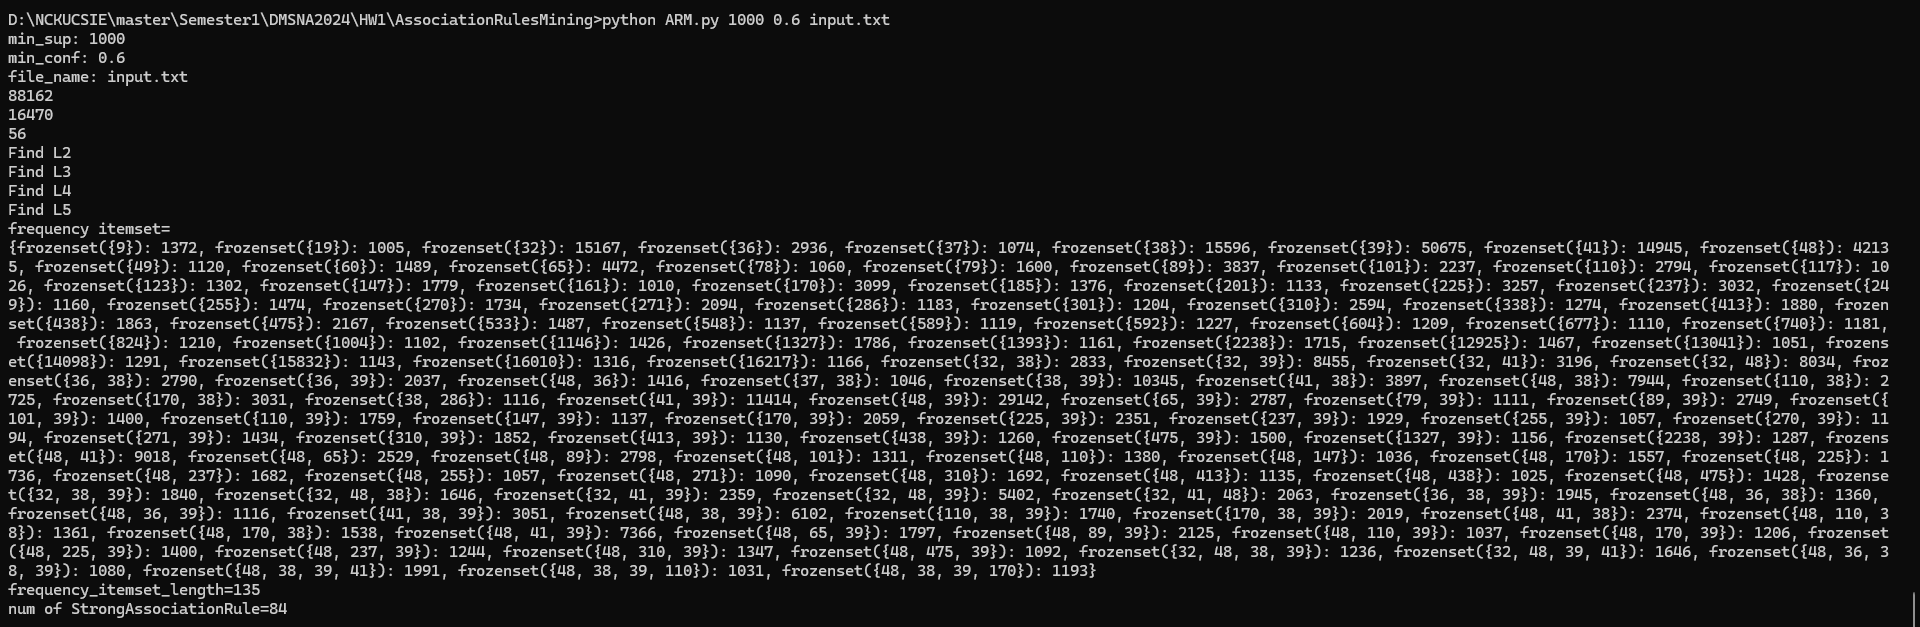 D:\NCKUCSIE\master\Semester1\DMSNA2024\HW1\AssociationRulesMining>python ARM.py 1000 0.6 input.txt
min_sup: 1000
min_conf: 0.6
file_name: input.txt
88162
16470
56
Find L2
Find L3
Find L4
Find L5
frequency itemset=
{frozenset({9}): 1372, frozenset({19}): 1005, frozenset({32}): 15167, frozenset({36}): 2936, frozenset({37}): 1074, frozenset({38}): 15596, frozenset({39}): 50675, frozenset({41}): 14945, frozenset({48}): 4213
5, frozenset({49}): 1120, frozenset({60}): 1489, frozenset({65}): 4472, frozenset({78}): 1060, frozenset({79}): 1600, frozenset({89}): 3837, frozenset({101}): 2237, frozenset({110}): 2794, frozenset({117}): 10
26, frozenset({123}): 1302, frozenset({147}): 1779, frozenset({161}): 1010, frozenset({170}): 3099, frozenset({185}): 1376, frozenset({201}): 1133, frozenset({225}): 3257, frozenset({237}): 3032, frozenset({24
9}): 1160, frozenset({255}): 1474, frozenset({270}): 1734, frozenset({271}): 2094, frozenset({286}): 1183, frozenset({301}): 1204, frozenset({310}): 2594, frozenset({338}): 1274, frozenset({413}): 1880, frozen
set({438}): 1863, frozenset({475}): 2167, frozenset({533}): 1487, frozenset({548}): 1137, frozenset({589}): 1119, frozenset({592}): 1227, frozenset({604}): 1209, frozenset({677}): 1110, frozenset({740}): 1181,
 frozenset({824}): 1210, frozenset({1004}): 1102, frozenset({1146}): 1426, frozenset({1327}): 1786, frozenset({1393}): 1161, frozenset({2238}): 1715, frozenset({12925}): 1467, frozenset({13041}): 1051, frozens
et({14098}): 1291, frozenset({15832}): 1143, frozenset({16010}): 1316, frozenset({16217}): 1166, frozenset({32, 38}): 2833, frozenset({32, 39}): 8455, frozenset({32, 41}): 3196, frozenset({32, 48}): 8034, froz
enset({36, 38}): 2790, frozenset({36, 39}): 2037, frozenset({48, 36}): 1416, frozenset({37, 38}): 1046, frozenset({38, 39}): 10345, frozenset({41, 38}): 3897, frozenset({48, 38}): 7944, frozenset({110, 38}): 2
725, frozenset({170, 38}): 3031, frozenset({38, 286}): 1116, frozenset({41, 39}): 11414, frozenset({48, 39}): 29142, frozenset({65, 39}): 2787, frozenset({79, 39}): 1111, frozenset({89, 39}): 2749, frozenset({
101, 39}): 1400, frozenset({110, 39}): 1759, frozenset({147, 39}): 1137, frozenset({170, 39}): 2059, frozenset({225, 39}): 2351, frozenset({237, 39}): 1929, frozenset({255, 39}): 1057, frozenset({270, 39}): 11
94, frozenset({271, 39}): 1434, frozenset({310, 39}): 1852, frozenset({413, 39}): 1130, frozenset({438, 39}): 1260, frozenset({475, 39}): 1500, frozenset({1327, 39}): 1156, frozenset({2238, 39}): 1287, frozens
et({48, 41}): 9018, frozenset({48, 65}): 2529, frozenset({48, 89}): 2798, frozenset({48, 101}): 1311, frozenset({48, 110}): 1380, frozenset({48, 147}): 1036, frozenset({48, 170}): 1557, frozenset({48, 225}): 1
736, frozenset({48, 237}): 1682, frozenset({48, 255}): 1057, frozenset({48, 271}): 1090, frozenset({48, 310}): 1692, frozenset({48, 413}): 1135, frozenset({48, 438}): 1025, frozenset({48, 475}): 1428, frozense
t({32, 38, 39}): 1840, frozenset({32, 48, 38}): 1646, frozenset({32, 41, 39}): 2359, frozenset({32, 48, 39}): 5402, frozenset({32, 41, 48}): 2063, frozenset({36, 38, 39}): 1945, frozenset({48, 36, 38}): 1360,
frozenset({48, 36, 39}): 1116, frozenset({41, 38, 39}): 3051, frozenset({48, 38, 39}): 6102, frozenset({110, 38, 39}): 1740, frozenset({170, 38, 39}): 2019, frozenset({48, 41, 38}): 2374, frozenset({48, 110, 3
8}): 1361, frozenset({48, 170, 38}): 1538, frozenset({48, 41, 39}): 7366, frozenset({48, 65, 39}): 1797, frozenset({48, 89, 39}): 2125, frozenset({48, 110, 39}): 1037, frozenset({48, 170, 39}): 1206, frozenset
({48, 225, 39}): 1400, frozenset({48, 237, 39}): 1244, frozenset({48, 310, 39}): 1347, frozenset({48, 475, 39}): 1092, frozenset({32, 48, 38, 39}): 1236, frozenset({32, 48, 39, 41}): 1646, frozenset({48, 36, 3
8, 39}): 1080, frozenset({48, 38, 39, 41}): 1991, frozenset({48, 38, 39, 110}): 1031, frozenset({48, 38, 39, 170}): 1193}
frequency_itemset_length=135
num of StrongAssociationRule=84